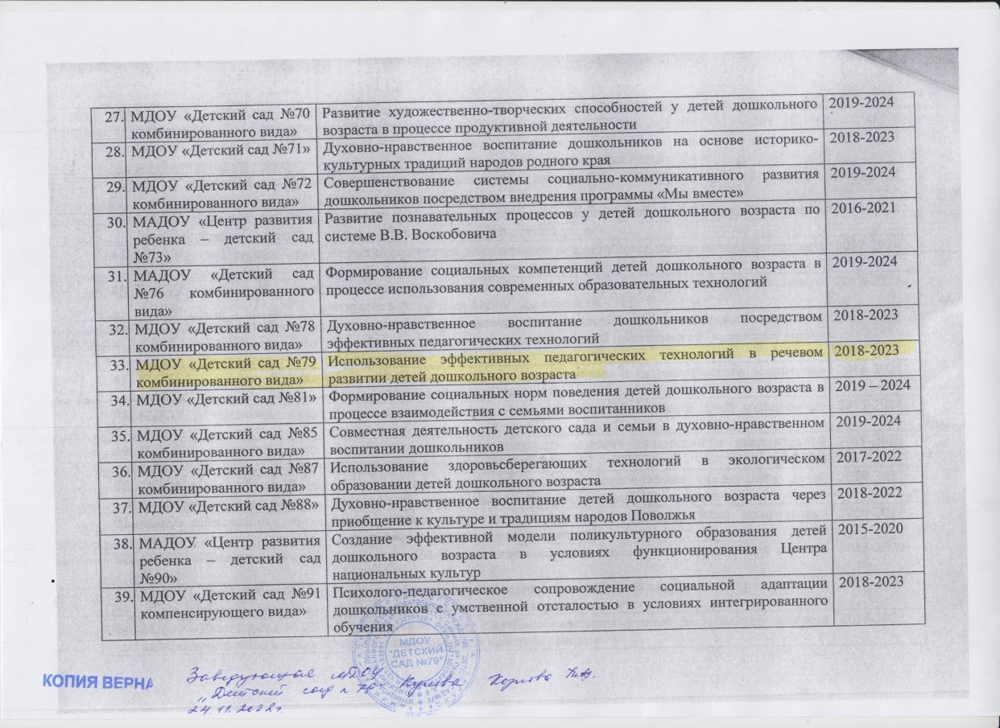 27. МДОУ «Детский сад №70 Развитие художественно-творческих способностей у детей дошкольного 2019-2024
комбинированного вида» возраста в процессе продуктивной деятельности
28. МДОУ «Детский сад №71» Духовно-нравственное воспитание дошкольников на основе историко- 2018-2023
культурных традиций народов родного края
29. МДОУ «Детский сад №72 Совершенствование системы социально-коммуникативного развития 2019-2024
комбинированного вида» дошкольников посредством внедрения программы «Мы вместе»
30. МАДОУ «Центр развития Развитие познавательных процессов у детей дошкольного возраста по 2016-2021
ребенка – детский сад системе В.В. Воскобовича
№73»
31. МАДОУ «Детский сад Формирование социальных компетенций детей дошкольного возраста в 2019-2024
№76 комбинированного процессе использования современных образовательных технологий
вида»
32. МДОУ «Детский сад №78 Духовно-нравственное воспитание дошкольников посредством 2018-2023
комбинированного вида» эффективных педагогических технологий
33. МДОУ «Детский сад №79 Использование эффективных педагогических технологий в речевом 2018-2023
комбинированного вида» развитии детей дошкольного возраста
34. МДОУ «Детский сад №81» Формирование социальных норм поведения детей дошкольного возраста в 2019 – 2024
процессе взаимодействия с семьями воспитанников
35. МДОУ «Детский сад №85 Совместная деятельность детского сада и семьи в духовно-нравственном 2019-2024
комбинированного вида» воспитании дошкольников
36. МДОУ «Детский сад №87 Использование здоровьсберегающих технологий в экологическом 2017-2022
комбинированного вида» образовании детей дошкольного возраста
37. МДОУ «Детский сад №88» Духовно-нравственное воспитание детей дошкольного возраста через 2018-2022
приобщение к культуре и традициям народов Поволжья
38. МАДОУ «Центр развития Создание эффективной модели поликультурного образования детей 2015-2020
ребенка – детский сад дошкольного возраста в условиях функционирования Центра
№90» национальных культур
39. МДОУ «Детский сад №91 Психолого-педагогическое сопровождение социальной адаптации 2018-2023
компенсирующего вида» дошкольников с умственной отсталостью в условиях интегрированного
обучения
МДОУ
"ДЕТСКИЙ
САД №79"
КОПИЯ ВЕРНА
Заведующая МДОУ
„Детский сад № 79"
24.11.2022г.